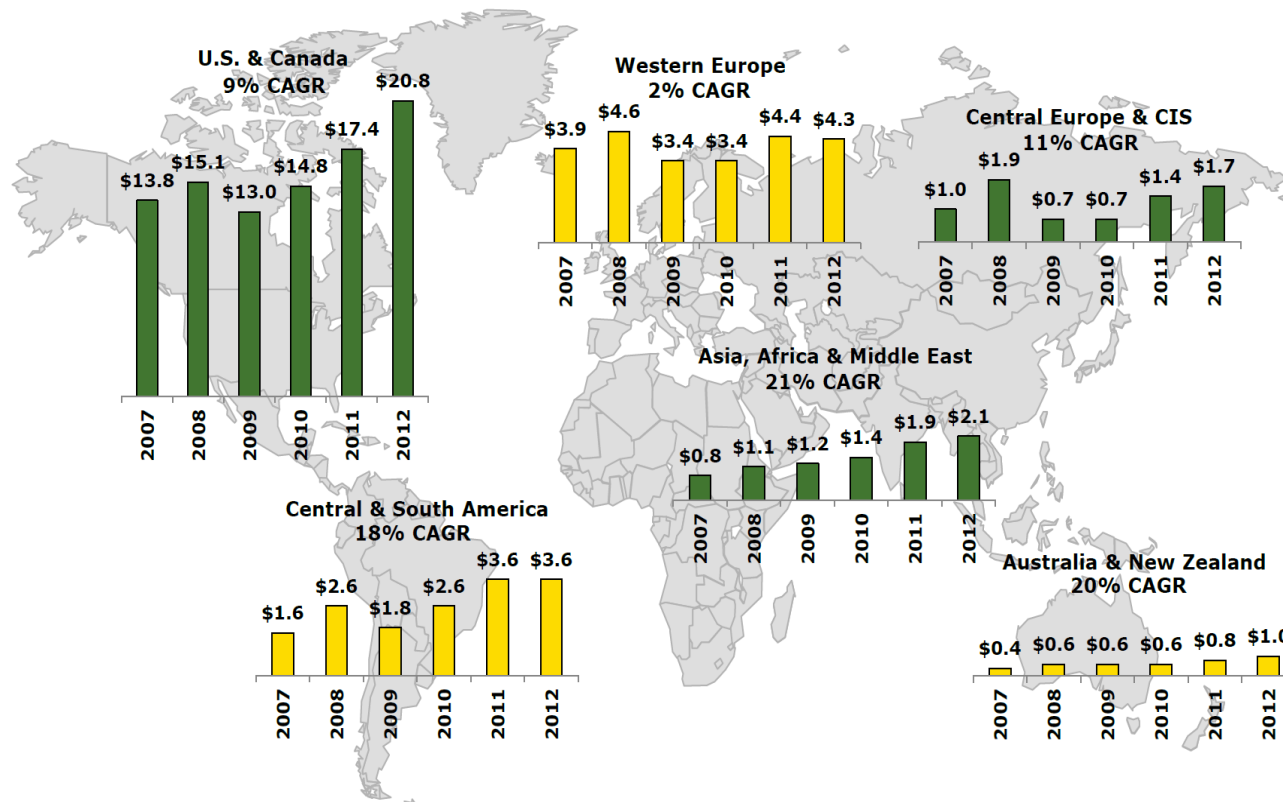 U.S. & Canada
9% CAGR
$13.8 $15.1 $13.0 $14.8 $17.4 $20.8
2007 2008 2009 2010 2011 2012
Western Europe
2% CAGR
$3.9 $4.6 $3.4 $3.4 $4.4 $4.3
2007 2008 2009 2010 2011 2012
Central Europe & CIS
11% CAGR
$1.0 $1.9 $0.7 $0.7 $1.4 $1.7
2007 2008 2009 2010 2011 2012
Asia, Africa & Middle East
21% CAGR
$0.8 $1.1 $1.2 $1.4 $1.9 $2.1
2007 2008 2009 2010 2011 2012
Central & South America
18% CAGR
$1.6 $2.6 $1.8 $2.6 $3.6 $3.6
2007 2008 2009 2010 2011 2012
Australia & New Zealand
20% CAGR
$0.4 $0.6 $0.6 $0.6 $0.8 $1.0
2007 2008 2009 2010 2011 2012